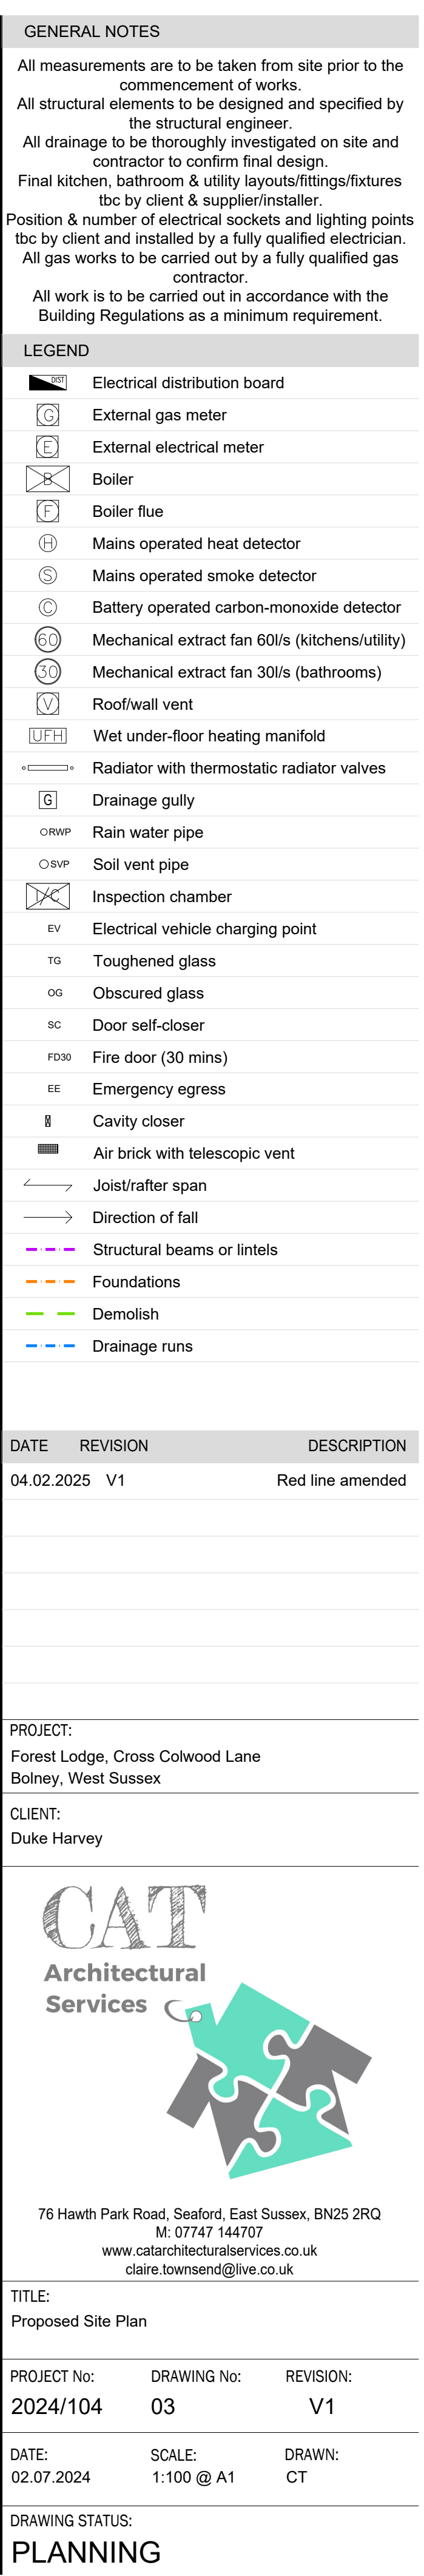 GENERAL NOTES
All measurements are to be taken from site prior to the
commencement of works.
All structural elements to be designed and specified by
the structural engineer.
All drainage to be thoroughly investigated on site and
contractor to confirm final design.
Final kitchen, bathroom & utility layouts/fittings/fixtures
tbc by client & supplier/installer.
Position & number of electrical sockets and lighting points
tbc by client and installed by a fully qualified electrician.
All gas works to be carried out by a fully qualified gas
contractor.
All work is to be carried out in accordance with the
Building Regulations as a minimum requirement.
LEGEND
DIST Electrical distribution board
G External gas meter
E External electrical meter
B Boiler
F Boiler flue
H Mains operated heat detector
S Mains operated smoke detector
C Battery operated carbon-monoxide detector
60 Mechanical extract fan 60l/s (kitchens/utility)
30 Mechanical extract fan 30l/s (bathrooms)
V Roof/wall vent
UFH Wet under-floor heating manifold
Radiator with thermostatic radiator valves
G Drainage gully
RWP Rain water pipe
SVP Soil vent pipe
I/C Inspection chamber
EV Electrical vehicle charging point
TG Toughened glass
OG Obscured glass
SC Door self-closer
FD30 Fire door (30 mins)
EE Emergency egress
Cavity closer
Air brick with telescopic vent
Joist/rafter span
Direction of fall
Structural beams or lintels
Foundations
Demolish
Drainage runs
DATE REVISION DESCRIPTION
04.02.2025 V1 Red line amended
PROJECT:
Forest Lodge, Cross Colwood Lane
Bolney, West Sussex
CLIENT:
Duke Harvey
CAT
Architectural
Services
76 Hawth Park Road, Seaford, East Sussex, BN25 2RQ
M: 07747 144707
www.catarchitecturalservices.co.uk
claire.townsend@live.co.uk
TITLE:
Proposed Site Plan
PROJECT No: DRAWING No: REVISION:
2024/104 03 V1
DATE: SCALE: DRAWN:
02.07.2024 1:100 @ A1 CT
DRAWING STATUS:
PLANNING